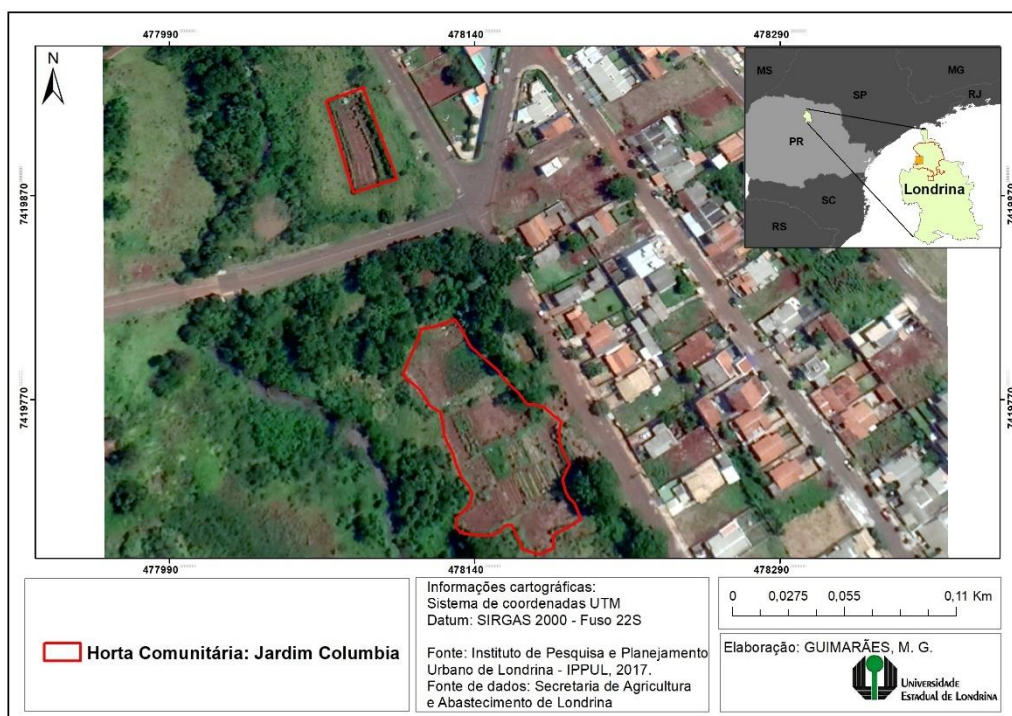 477990 478140 478290
N
7419870
7419770
7419870
7419770
MS
MG
SP
RJ
PR
Londrina
SC
RS
477990 478140 478290
Horta Comunitária: Jardim Columbia
Informações cartográficas:
Sistema de coordenadas UTM
Datum: SIRGAS 2000 - Fuso 22S
Fonte: Instituto de Pesquisa e Planejamento
Urbano de Londrina - IPPUL, 2017.
Fonte de dados: Secretaria de Agricultura
e Abastecimento de Londrina
0 0,0275 0,055 0,11 Km
Elaboração: GUIMARÃES, M. G.
Universidade
Estadual de Londrina